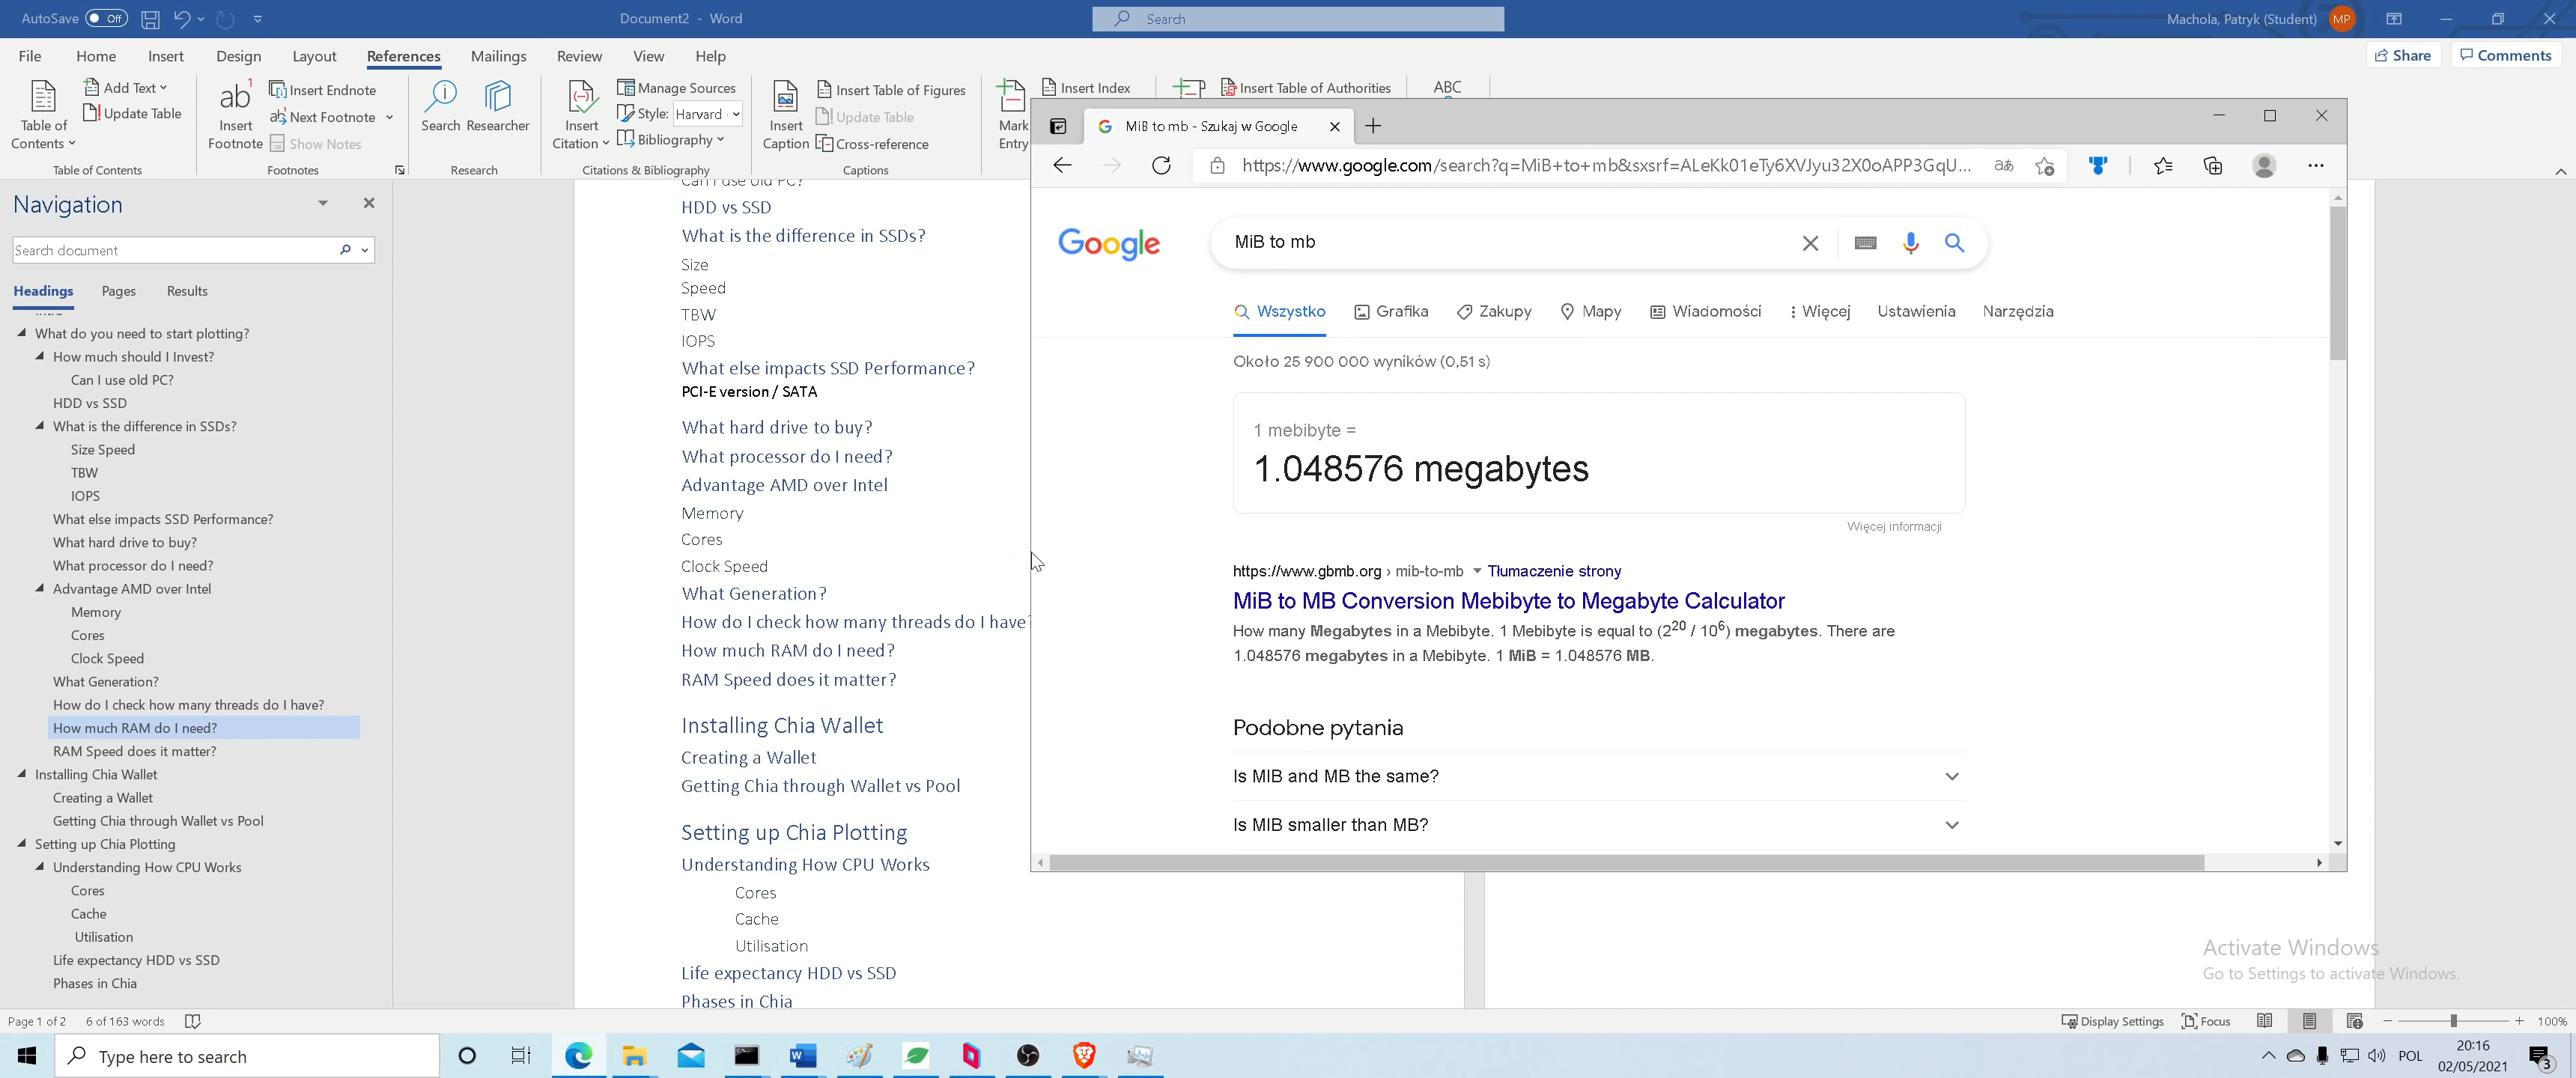 AutoSave Off
Document2 - Word
Search
Machola, Patryk (Student) MP
File Home Insert Design Layout References Mailings Review View Help
Share Comments
Table of Contents
Add Text
Update Table
Table of Contents
ab 1
Insert Footnote
Insert Endnote
Next Footnote
Show Notes
Footnotes
Search
Researcher
Research
Insert Citation
Manage Sources
Style: Harvard
Bibliography
Citations & Bibliography
Insert Caption
Insert Table of Figures
Update Table
Cross-reference
Captions
Mark Entry
Insert Index
Insert Table of Authorities
ABC
Navigation
Search document
Headings Pages Results
What do you need to start plotting?
How much should I Invest?
Can I use old PC?
HDD vs SSD
What is the difference in SSDs?
Size Speed
TBW
IOPS
What else impacts SSD Performance?
What hard drive to buy?
What processor do I need?
Advantage AMD over Intel
Memory
Cores
Clock Speed
What Generation?
How do I check how many threads do I have?
How much RAM do I need?
RAM Speed does it matter?
Installing Chia Wallet
Creating a Wallet
Getting Chia through Wallet vs Pool
Setting up Chia Plotting
Understanding How CPU Works
Cores
Cache
Utilisation
Life expectancy HDD vs SSD
Phases in Chia
Can I use old PC?
HDD vs SSD
What is the difference in SSDs?
Size
Speed
TBW
IOPS
What else impacts SSD Performance?
PCI-E version / SATA
What hard drive to buy?
What processor do I need?
Advantage AMD over Intel
Memory
Cores
Clock Speed
What Generation?
How do I check how many threads do I have?
How much RAM do I need?
RAM Speed does it matter?
Installing Chia Wallet
Creating a Wallet
Getting Chia through Wallet vs Pool
Setting up Chia Plotting
Understanding How CPU Works
Cores
Cache
Utilisation
Life expectancy HDD vs SSD
Phases in Chia
MiB to mb - Szukaj w Google
https://www.google.com/search?q=MiB+to+mb&sxsrf=ALeKk01eTy6XVJyu32X0oAPP3GqU...
Google
MiB to mb
Wszystko Grafika Zakupy Mapy Wiadomości Więcej Ustawienia Narzędzia
Około 25 900 000 wyników (0,51 s)
1 mebibyte =
1.048576 megabytes
Więcej informacji
https://www.gbmb.org › mib-to-mb Tłumaczenie strony
MiB to MB Conversion Mebibyte to Megabyte Calculator
How many Megabytes in a Mebibyte. 1 Mebibyte is equal to (2^20 / 10^6) megabytes. There are
1.048576 megabytes in a Mebibyte. 1 MiB = 1.048576 MB.
Podobne pytania
Is MIB and MB the same?
Is MIB smaller than MB?
Activate Windows
Go to Settings to activate Windows.
Page 1 of 2 6 of 163 words
Display Settings Focus 100%
Type here to search
POL
20:16
02/05/2021
3